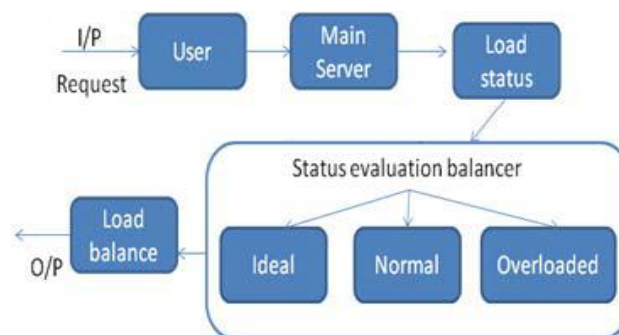 I/P
Request
User
Main
Server
Load
status
Status evaluation balancer
Ideal
Normal
Overloaded
Load
balance
O/P